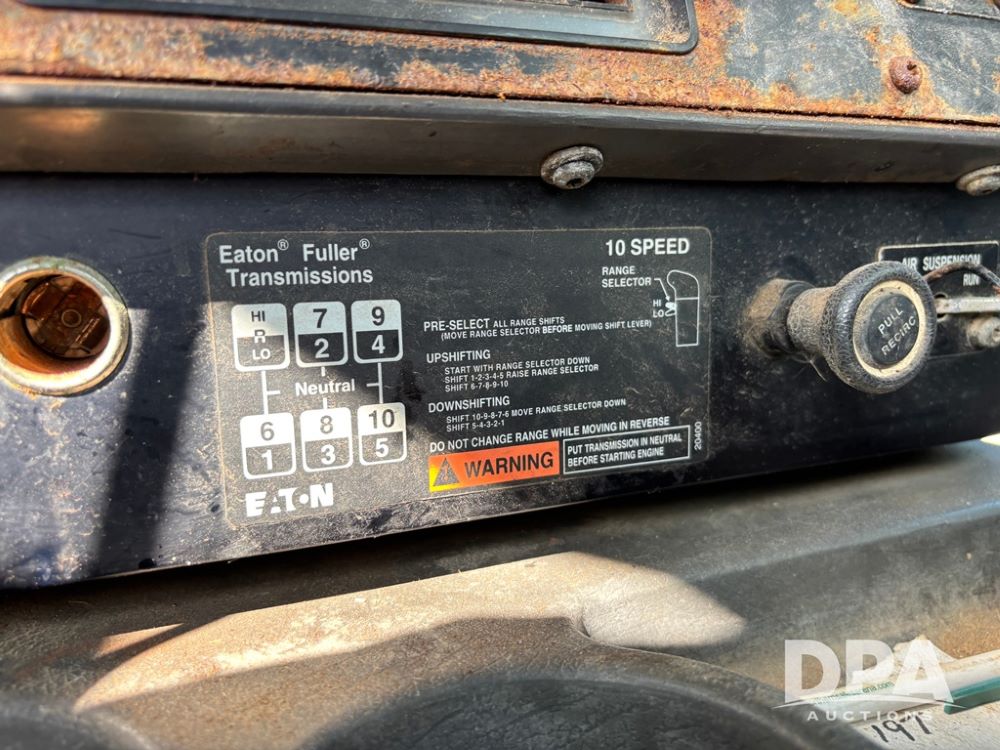 Eaton® Fuller®
Transmissions
10 SPEED
RANGE
SELECTOR
HI
LO
HI
R
LO
7
2
9
4
Neutral
6
1
8
3
10
5
EATON
PRE-SELECT ALL RANGE SHIFTS
(MOVE RANGE SELECTOR BEFORE MOVING SHIFT LEVER)
UPSHIFTING
START WITH RANGE SELECTOR DOWN
SHIFT 1-2-3-4-5 RAISE RANGE SELECTOR
SHIFT 6-7-8-9-10
DOWNSHIFTING
SHIFT 10-9-8-7-6 MOVE RANGE SELECTOR DOWN
SHIFT 5-4-3-2-1
DO NOT CHANGE RANGE WHILE MOVING IN REVERSE
WARNING
PUT TRANSMISSION IN NEUTRAL
BEFORE STARTING ENGINE
20400
AIR SUSPENSION
RUN
PULL
RECIRC
DPA
AUCTIONS
197